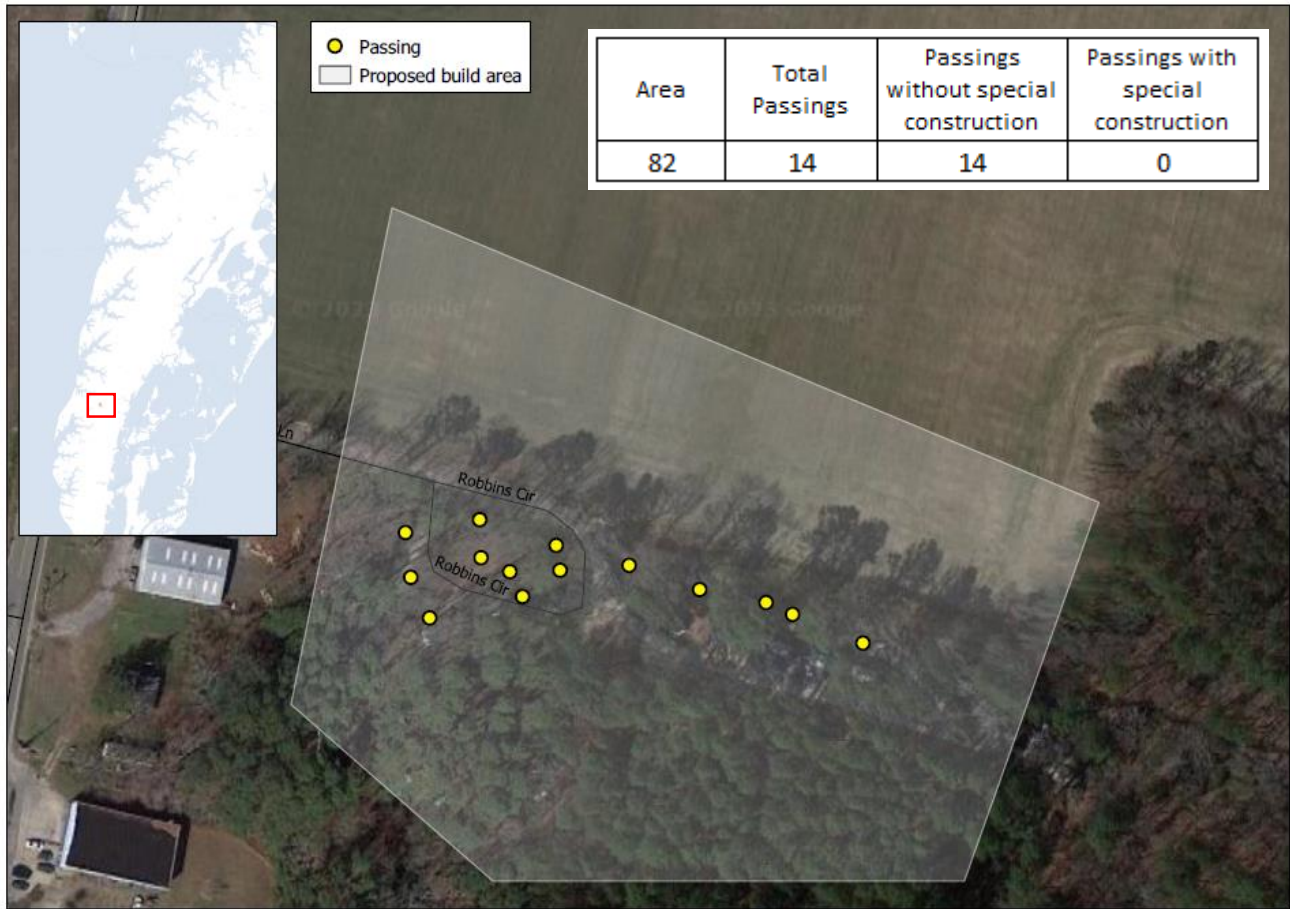 Passing
Proposed build area
Area
Total
Passings
Passings
without special
construction
Passings with
special
construction
82
14
14
0
Ln
Robbins Cir
Robbins Cir